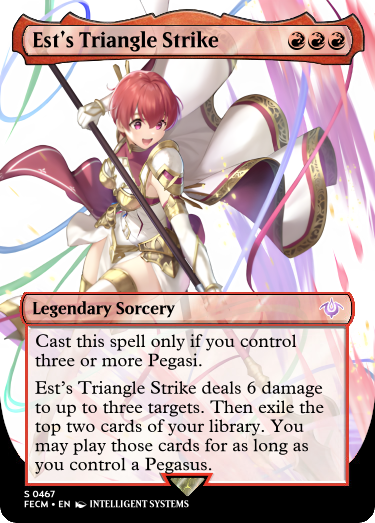 Est's Triangle Strike
Legendary Sorcery
Cast this spell only if you control
three or more Pegasi.
Est's Triangle Strike deals 6 damage
to up to three targets. Then exile the
top two cards of your library. You
may play those cards for as long as
you control a Pegasus.
S 0467
FECM • EN INTELLIGENT SYSTEMS